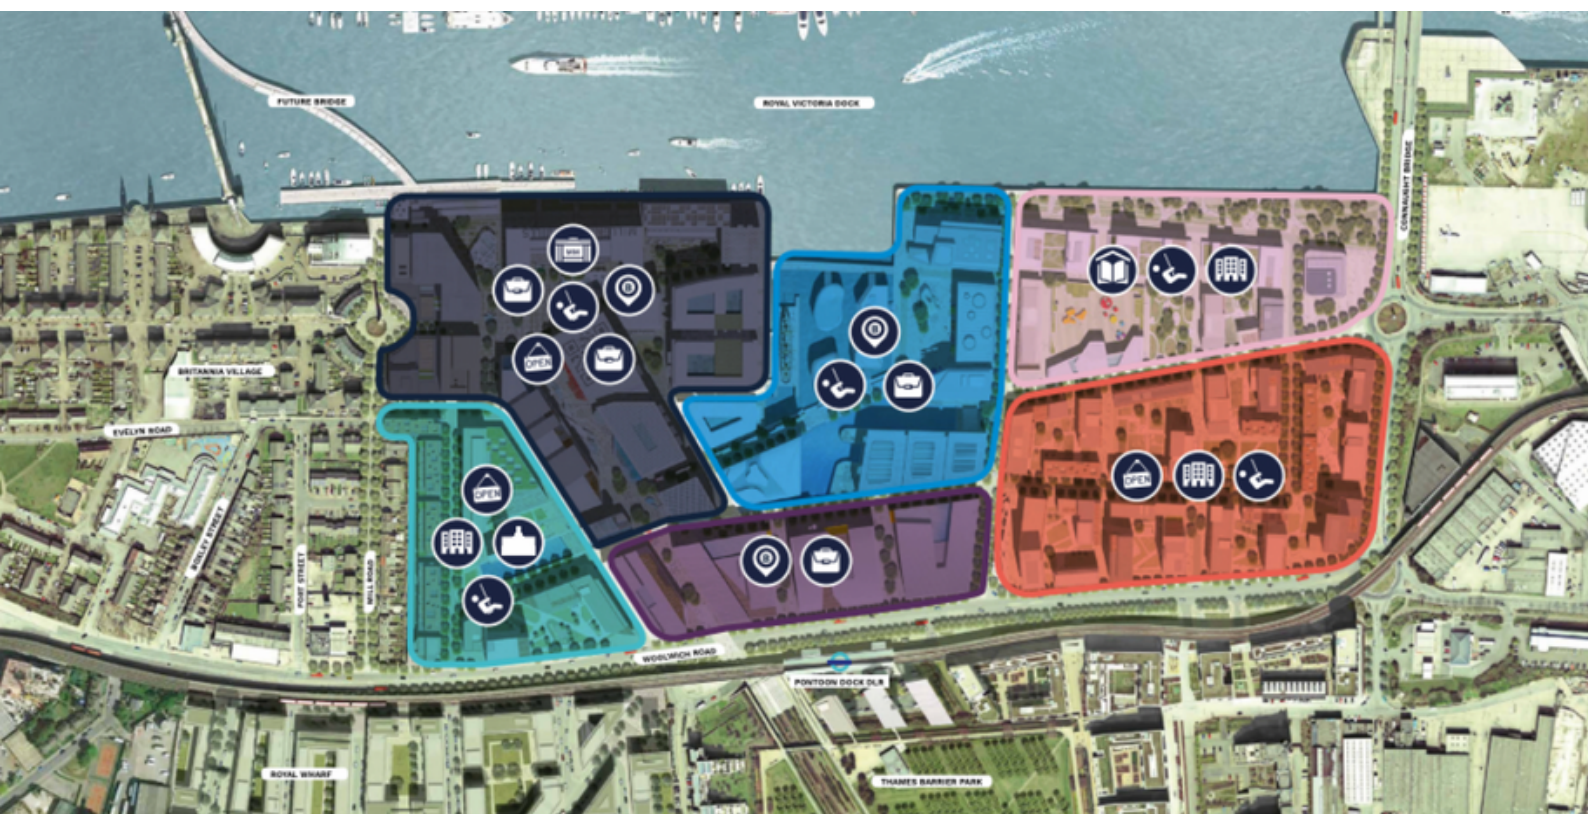 FUTURE BRIDGE
ROYAL VICTORIA DOCK
CONNAUGHT BRIDGE
BRITANNIA VILLAGE
OPEN
EVELYN ROAD
OPEN
OPEN
BOXLEY STREET
PORT STREET
MILL ROAD
WOOLWICH ROAD
PONTOON DOCK DLR
ROYAL WHARF
THAMES BARRIER PARK